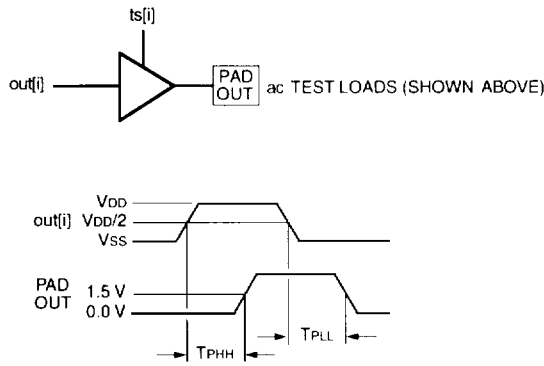 ts[i]
out[i]
PAD OUT
ac TEST LOADS (SHOWN ABOVE)
VDD
out[i] VDD/2
VSS
PAD OUT
1.5 V
0.0 V
TPHH
TPLL